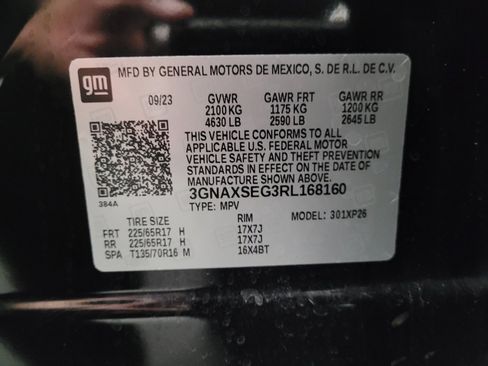 gm MFD BY GENERAL MOTORS DE MEXICO, S. DE R.L. DE C.V.
09/23 GVWR GAWR FRT GAWR RR
2100 KG 1175 KG 1200 KG
4630 LB 2590 LB 2645 LB
THIS VEHICLE CONFORMS TO ALL
APPLICABLE U.S. FEDERAL MOTOR
VEHICLE SAFETY AND THEFT PREVENTION
STANDARDS IN EFFECT ON THE DATE OF
MANUFACTURE SHOWN ABOVE.
3GNAXSEG3RL168160
384A TYPE: MPV MODEL: 301XP26
TIRE SIZE RIM
FRT 225/65R17 H 17X7J
RR 225/65R17 H 17X7J
SPA T135/70R16 M 16X4BT